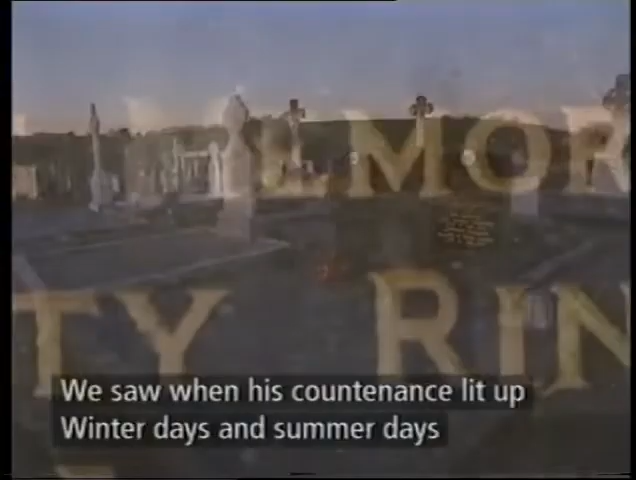 MOR
TY RIN
We saw when his countenance lit up
Winter days and summer days